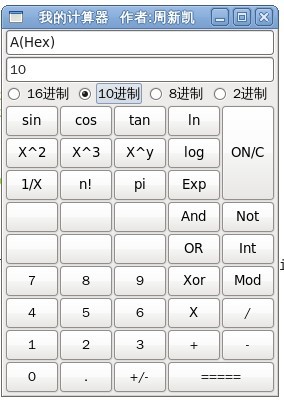 我的计算器 作者:周新凯
A(Hex)
10
16进制 10进制 8进制 2进制
sin cos tan ln ON/C
X^2 X^3 X^y log
1/X n! pi Exp
And Not
OR Int
7 8 9 Xor Mod
4 5 6 X /
1 2 3 + -
0 . +/- =====